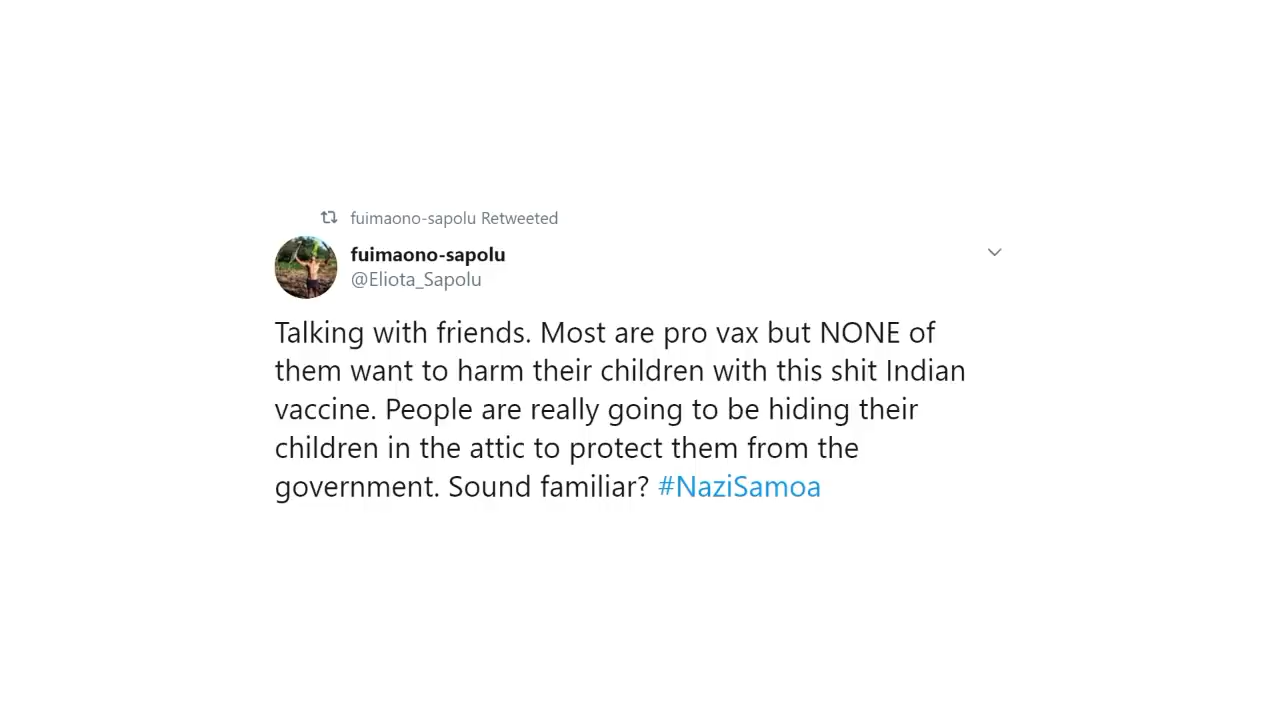 fuimaono-sapolu Retweeted
fuimaono-sapolu
@Eliota_Sapolu
Talking with friends. Most are pro vax but NONE of
them want to harm their children with this shit Indian
vaccine. People are really going to be hiding their
children in the attic to protect them from the
government. Sound familiar? #NaziSamoa